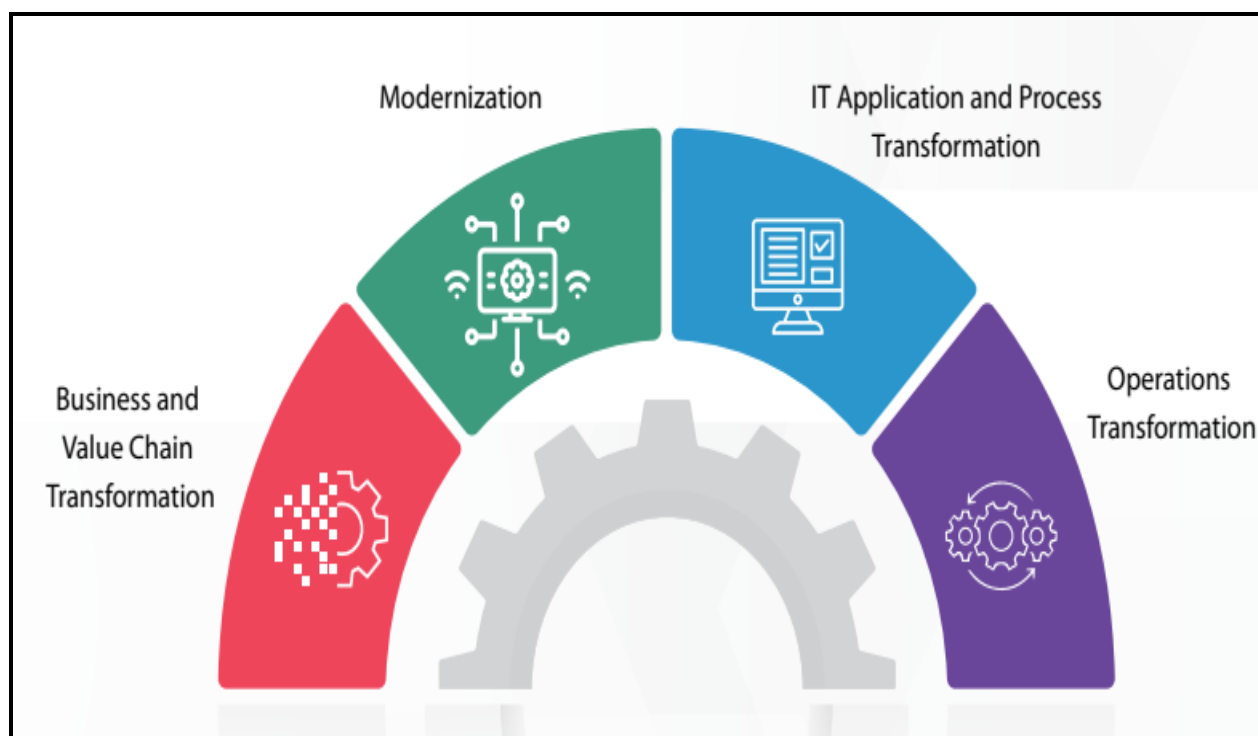 Modernization
IT Application and Process
Transformation
Business and
Value Chain
Transformation
Operations
Transformation